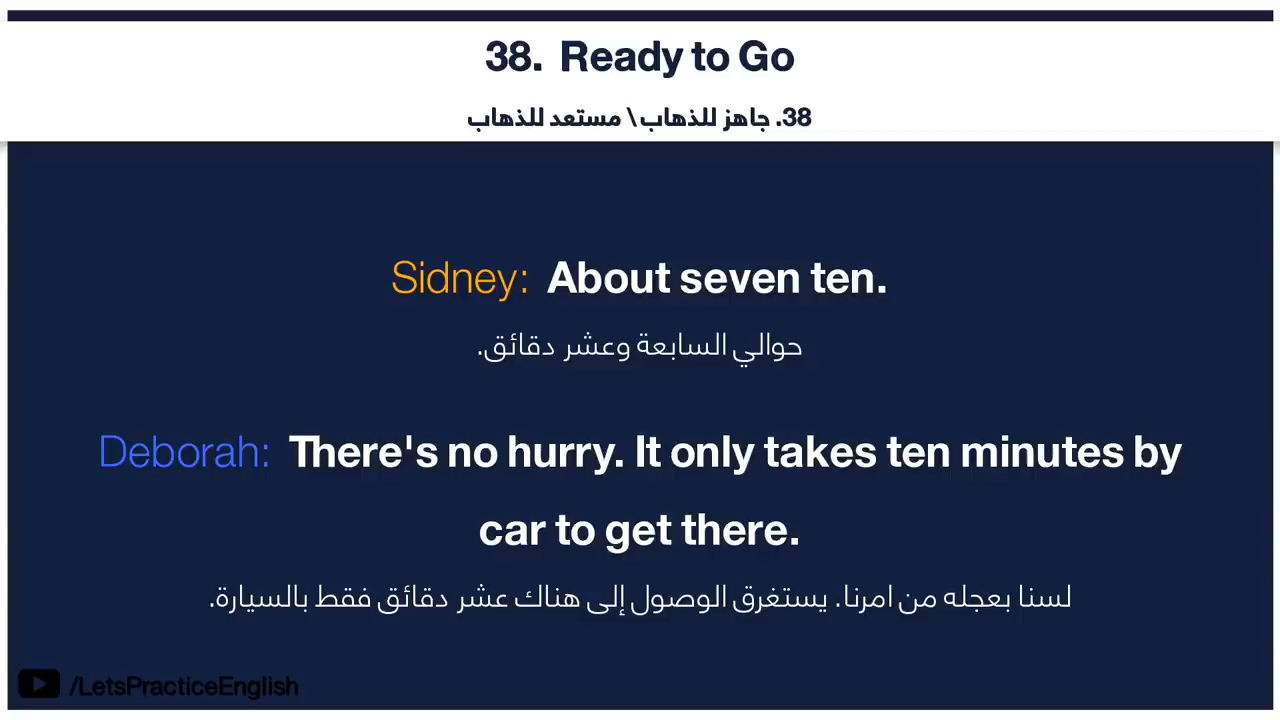 38. Ready to Go
38. جاهز للذهاب\ مستعد للذهاب
Sidney: About seven ten.
حوالي السابعة وعشر دقائق.
Deborah: There's no hurry. It only takes ten minutes by
car to get there.
لسنا بعجله من امرنا. يستغرق الوصول إلى هناك عشر دقائق فقط بالسيارة.
/LetsPracticeEnglish